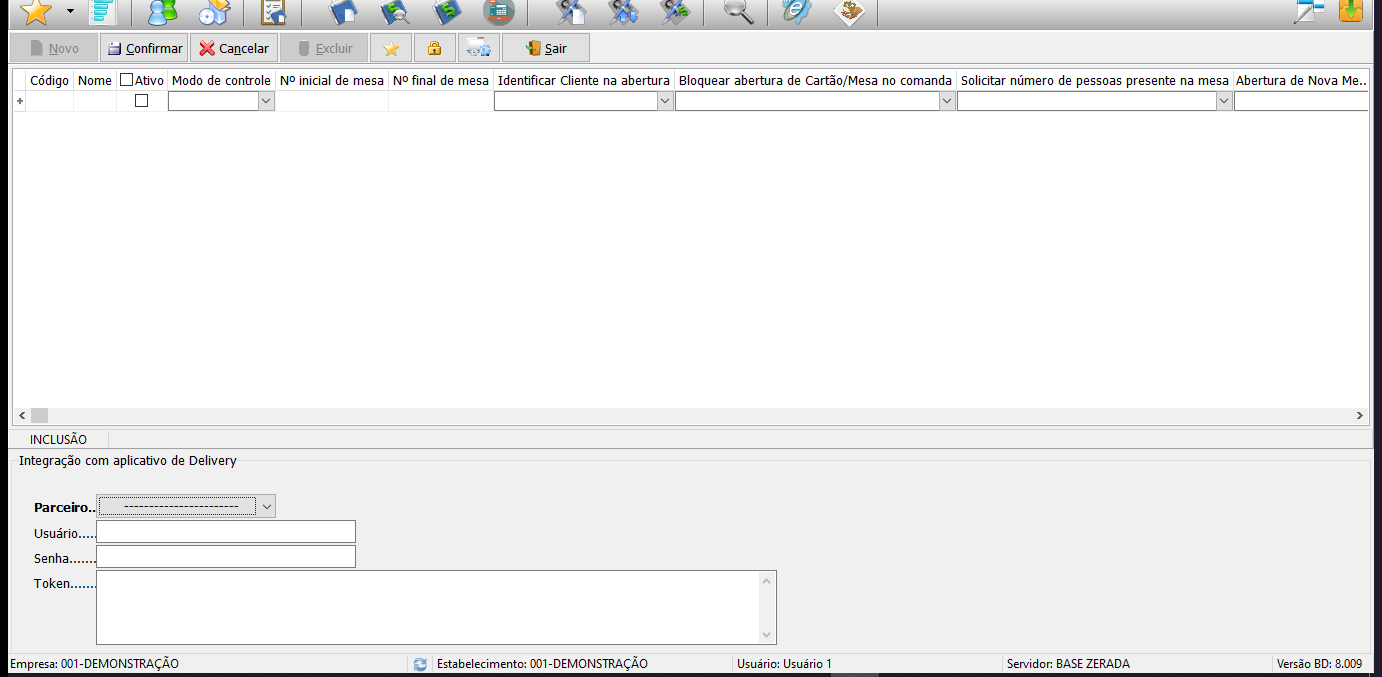 Novo Confirmar Cancelar Excluir Sair
Código Nome Ativo Modo de controle Nº inicial de mesa Nº final de mesa Identificar Cliente na abertura Bloquear abertura de Cartão/Mesa no comanda Solicitar número de pessoas presente na mesa Abertura de Nova Me...
INCLUSÃO
Integração com aplicativo de Delivery
Parceiro.. -----------------------
Usuário.....
Senha.......
Token.......
Empresa: 001-DEMONSTRAÇÃO Estabelecimento: 001-DEMONSTRAÇÃO Usuário: Usuário 1 Servidor: BASE ZERADA Versão BD: 8.009